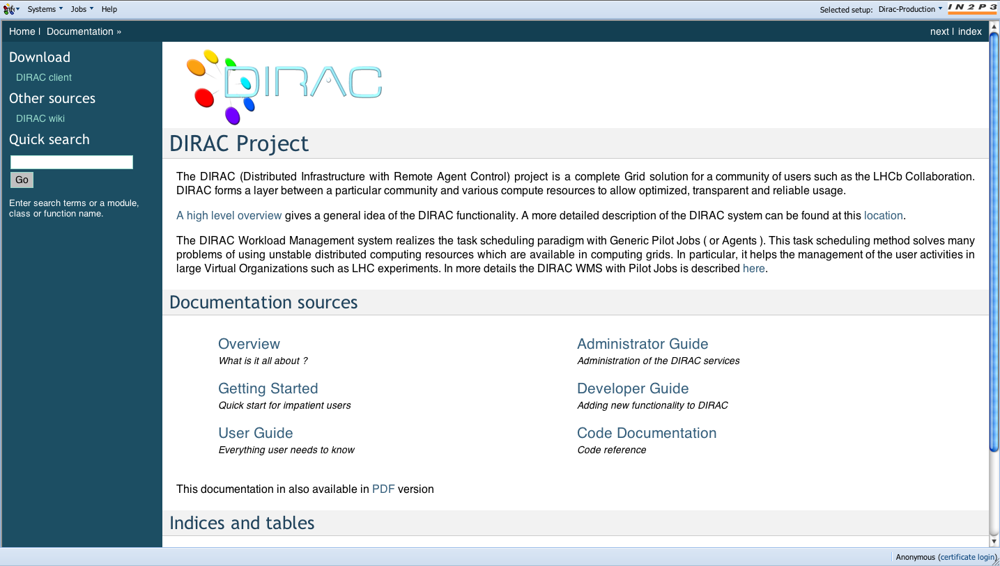 Systems Jobs Help Selected setup: Dirac-Production IN2P3
Home | Documentation » next | index
Download
DIRAC client
Other sources
DIRAC wiki
Quick search
Go
Enter search terms or a module,
class or function name.
DIRAC
DIRAC Project
The DIRAC (Distributed Infrastructure with Remote Agent Control) project is a complete Grid solution for a community of users such as the LHCb Collaboration.
DIRAC forms a layer between a particular community and various compute resources to allow optimized, transparent and reliable usage.
A high level overview gives a general idea of the DIRAC functionality. A more detailed description of the DIRAC system can be found at this location.
The DIRAC Workload Management system realizes the task scheduling paradigm with Generic Pilot Jobs ( or Agents ). This task scheduling method solves many
problems of using unstable distributed computing resources which are available in computing grids. In particular, it helps the management of the user activities in
large Virtual Organizations such as LHC experiments. In more details the DIRAC WMS with Pilot Jobs is described here.
Documentation sources
Overview
What is it all about ?
Getting Started
Quick start for impatient users
User Guide
Everything user needs to know
Administrator Guide
Administration of the DIRAC services
Developer Guide
Adding new functionality to DIRAC
Code Documentation
Code reference
This documentation in also available in PDF version
Indices and tables
Anonymous (certificate login)